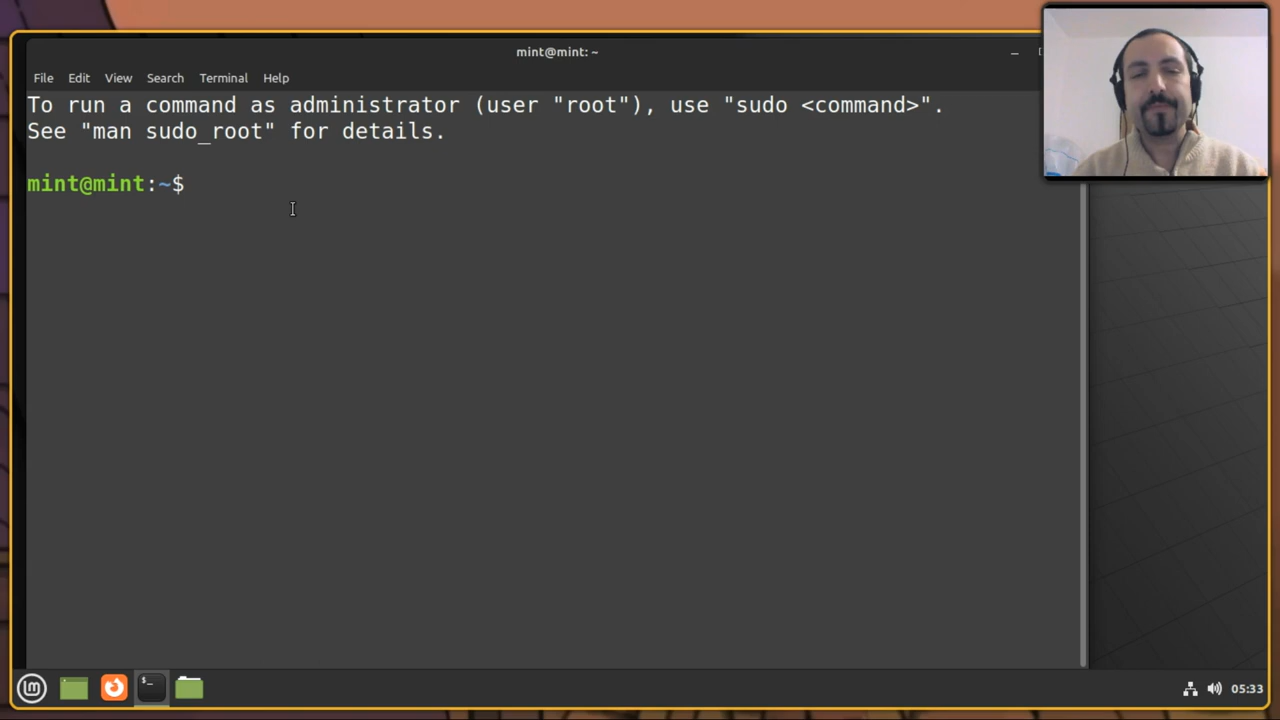 mint@mint: ~
File Edit View Search Terminal Help
To run a command as administrator (user "root"), use "sudo <command>".
See "man sudo_root" for details.
mint@mint:~$
$_
lm
05:33